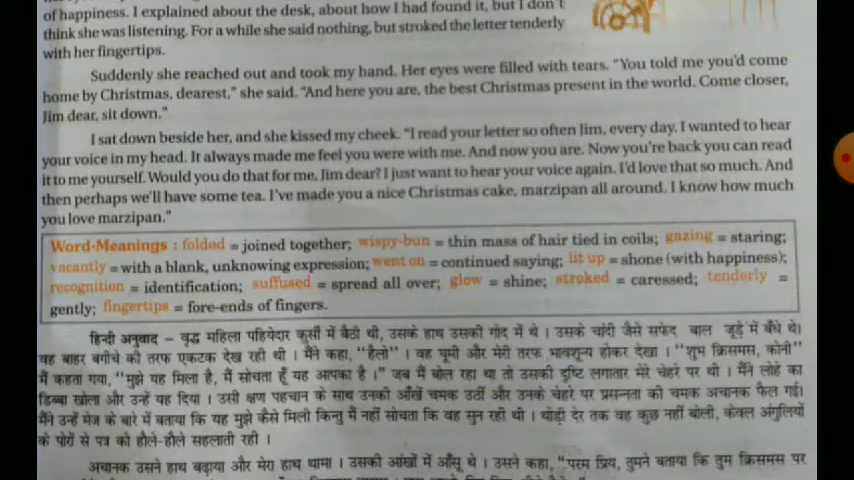 of happiness. I explained about the desk, about how I had found it, but I don't
think she was listening. For a while she said nothing, but stroked the letter tenderly
with her fingertips.
Suddenly she reached out and took my hand. Her eyes were filled with tears. "You told me you'd come
home by Christmas, dearest," she said. "And here you are, the best Christmas present in the world. Come closer,
Jim dear, sit down."
I sat down beside her, and she kissed my cheek. "I read your letter so often Jim, every day. I wanted to hear
your voice in my head. It always made me feel you were with me. And now you are. Now you're back you can read
it to me yourself. Would you do that for me, Jim dear? I just want to hear your voice again. I'd love that so much. And
then perhaps we'll have some tea. I've made you a nice Christmas cake, marzipan all around. I know how much
you love marzipan."
Word-Meanings : folded = joined together; wispy-bun = thin mass of hair tied in coils; gazing = staring;
vacantly = with a blank, unknowing expression; went on = continued saying; lit up = shone (with happiness);
recognition = identification; suffused = spread all over; glow = shine; stroked = caressed; tenderly =
gently; fingertips = fore-ends of fingers.
हिन्दी अनुवाद – वृद्ध महिला पहियेदार कुर्सी में बैठी थी, उसके हाथ उसकी गोद में थे । उसके चांदी जैसे सफेद बाल जूड़े में बँधे थे।
वह बाहर बगीचे की तरफ एकटक देख रही थी । मैंने कहा, "हैलो" । वह घूमी और मेरी तरफ भावशून्य होकर देखा । "शुभ क्रिसमस, कोनी"
मैं कहता गया, "मुझे यह मिला है, मैं सोचता हूँ यह आपका है ।" जब मैं बोल रहा था तो उसकी दृष्टि लगातार मेरे चेहरे पर थी । मैंने लोहे का
डिब्बा खोला और उन्हें यह दिया । उसी क्षण पहचान के साथ उनकी आँखें चमक उठीं और उनके चेहरे पर प्रसन्नता की चमक अचानक फैल गई।
मैंने उन्हें मेज के बारे में बताया कि यह मुझे कैसे मिली किन्तु मैं नहीं सोचता कि वह सुन रही थी । थोड़ी देर तक वह कुछ नहीं बोली, केवल अंगुलियों
के पोरों से पत्र को हौले-हौले सहलाती रही ।
अचानक उसने हाथ बढ़ाया और मेरा हाथ थामा । उसकी आंखों में आँसू थे । उसने कहा, "परम प्रिय, तुमने बताया कि तुम क्रिसमस पर